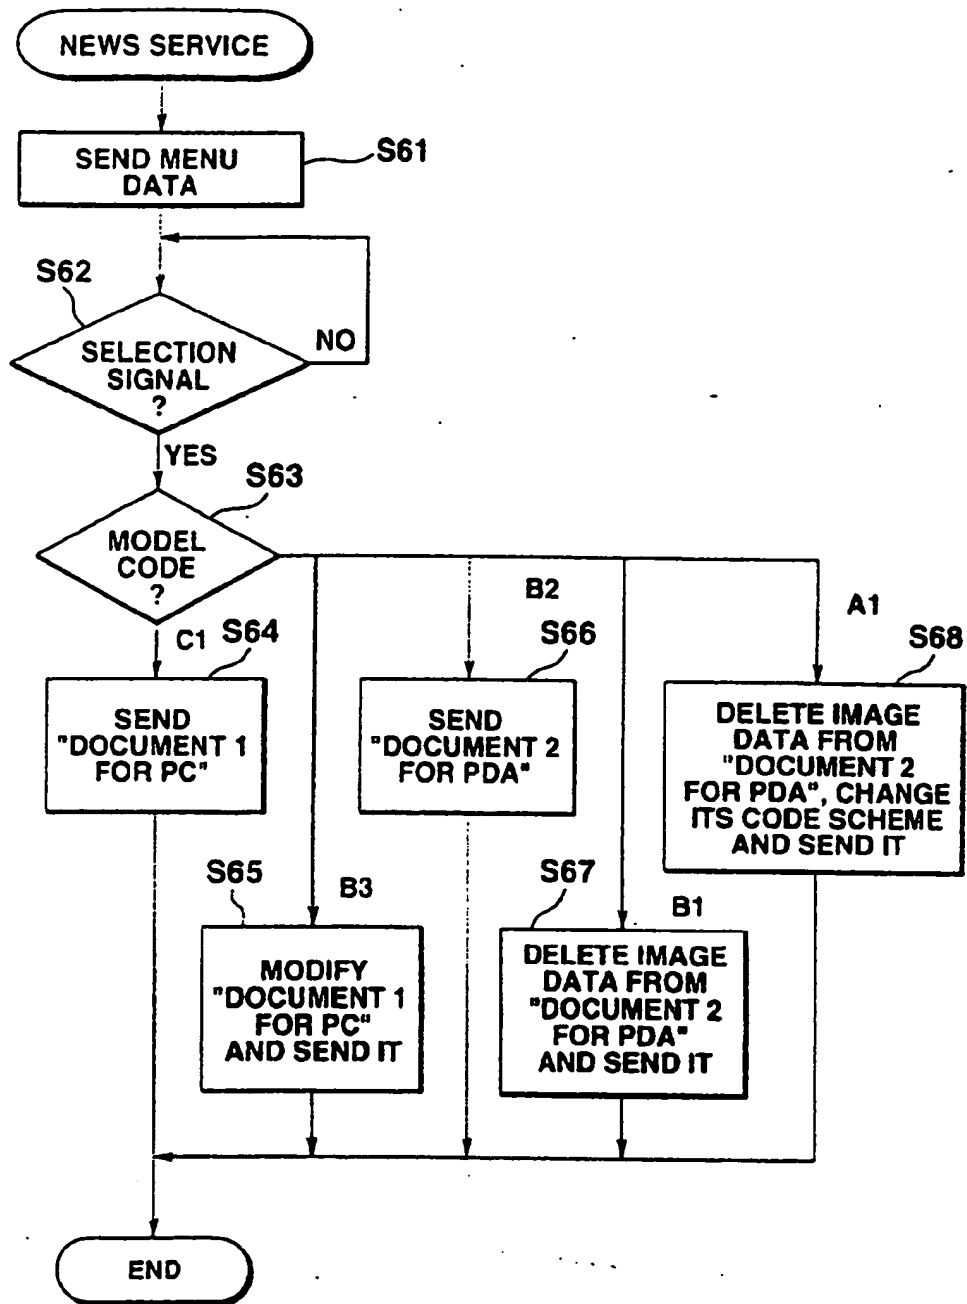 NEWS SERVICE
SEND MENU
DATA
S61
S62
SELECTION
SIGNAL
?
NO
YES
S63
MODEL
CODE
?
C1
S64
SEND
"DOCUMENT 1
FOR PC"
B2
S66
SEND
"DOCUMENT 2
FOR PDA"
A1
S68
DELETE IMAGE
DATA FROM
"DOCUMENT 2
FOR PDA", CHANGE
ITS CODE SCHEME
AND SEND IT
S65
B3
MODIFY
"DOCUMENT 1
FOR PC"
AND SEND IT
S67
B1
DELETE IMAGE
DATA FROM
"DOCUMENT 2
FOR PDA"
AND SEND IT
END